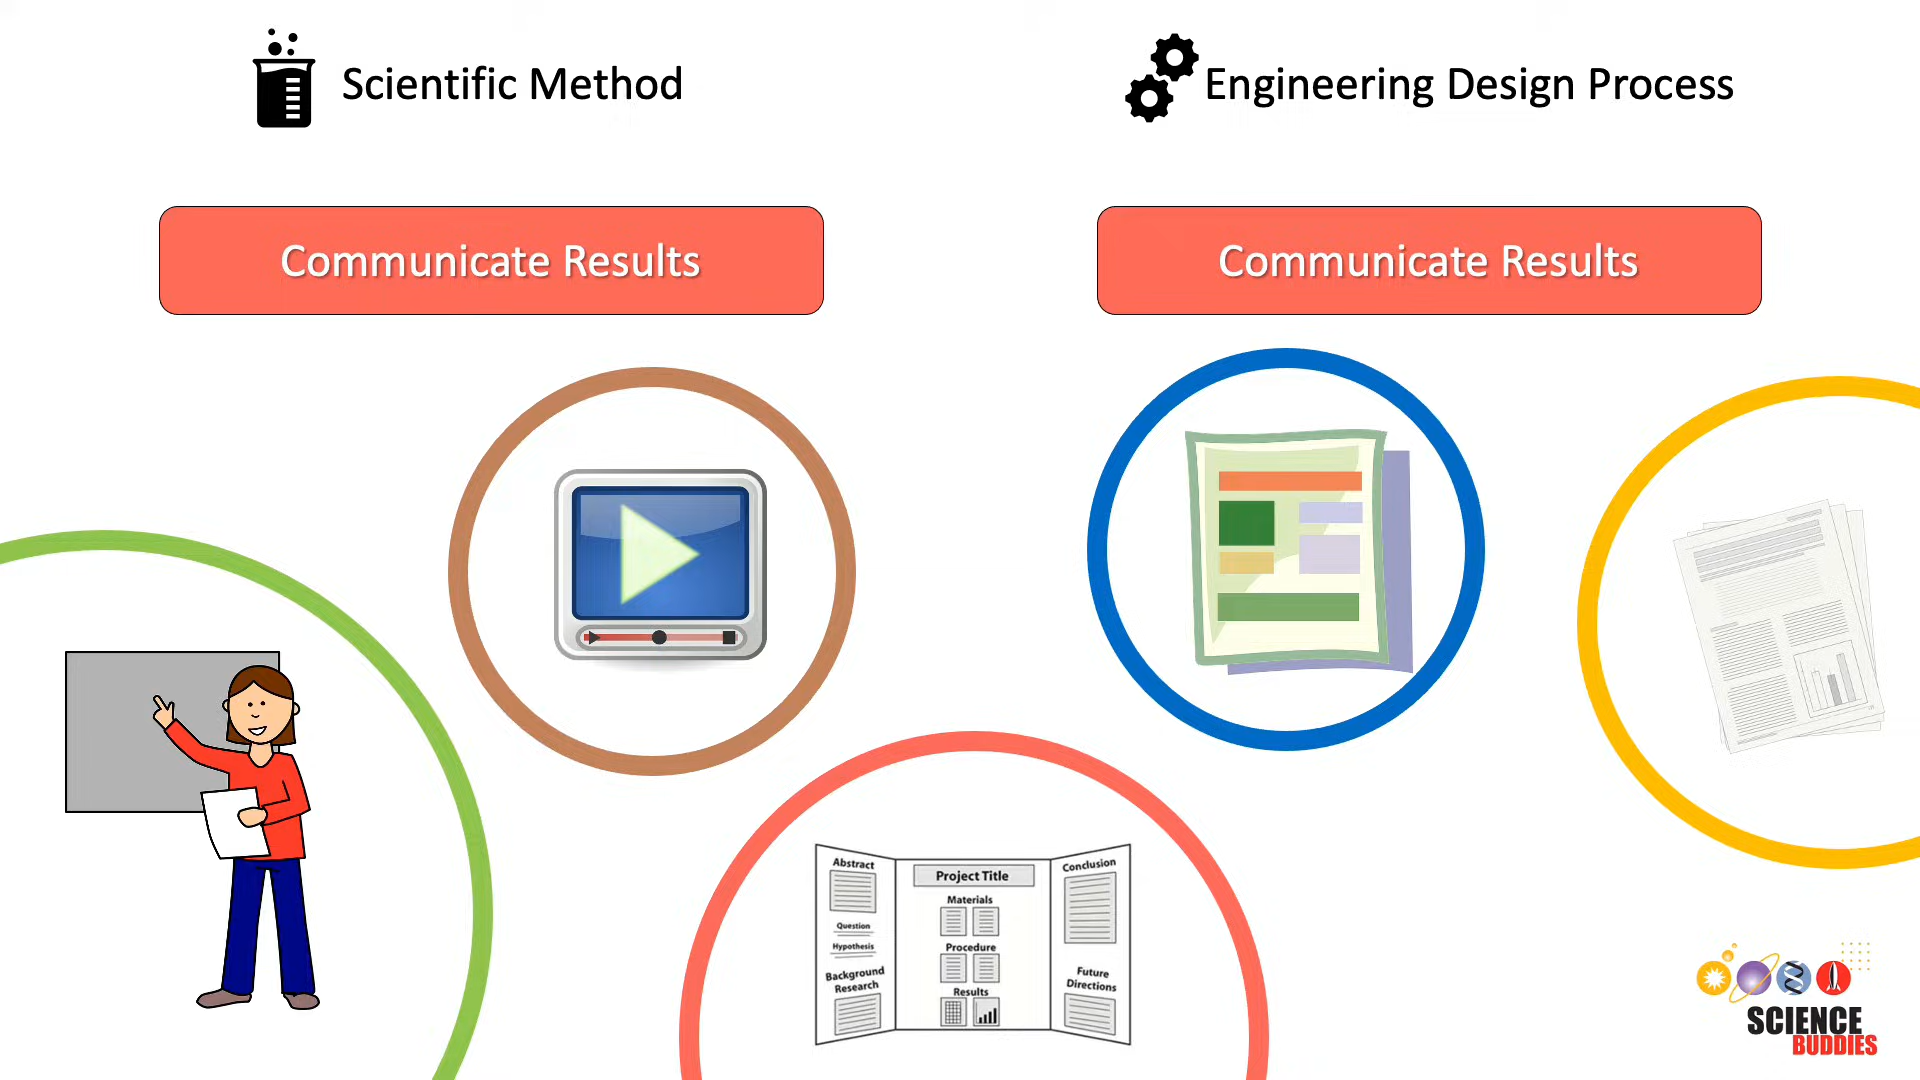 Scientific Method
Engineering Design Process
Communicate Results
Communicate Results
Abstract
Question
Hypothesis
Background
Research
Project Title
Materials
Procedure
Results
Conclusion
Future
Directions
SCIENCE
BUDDIES